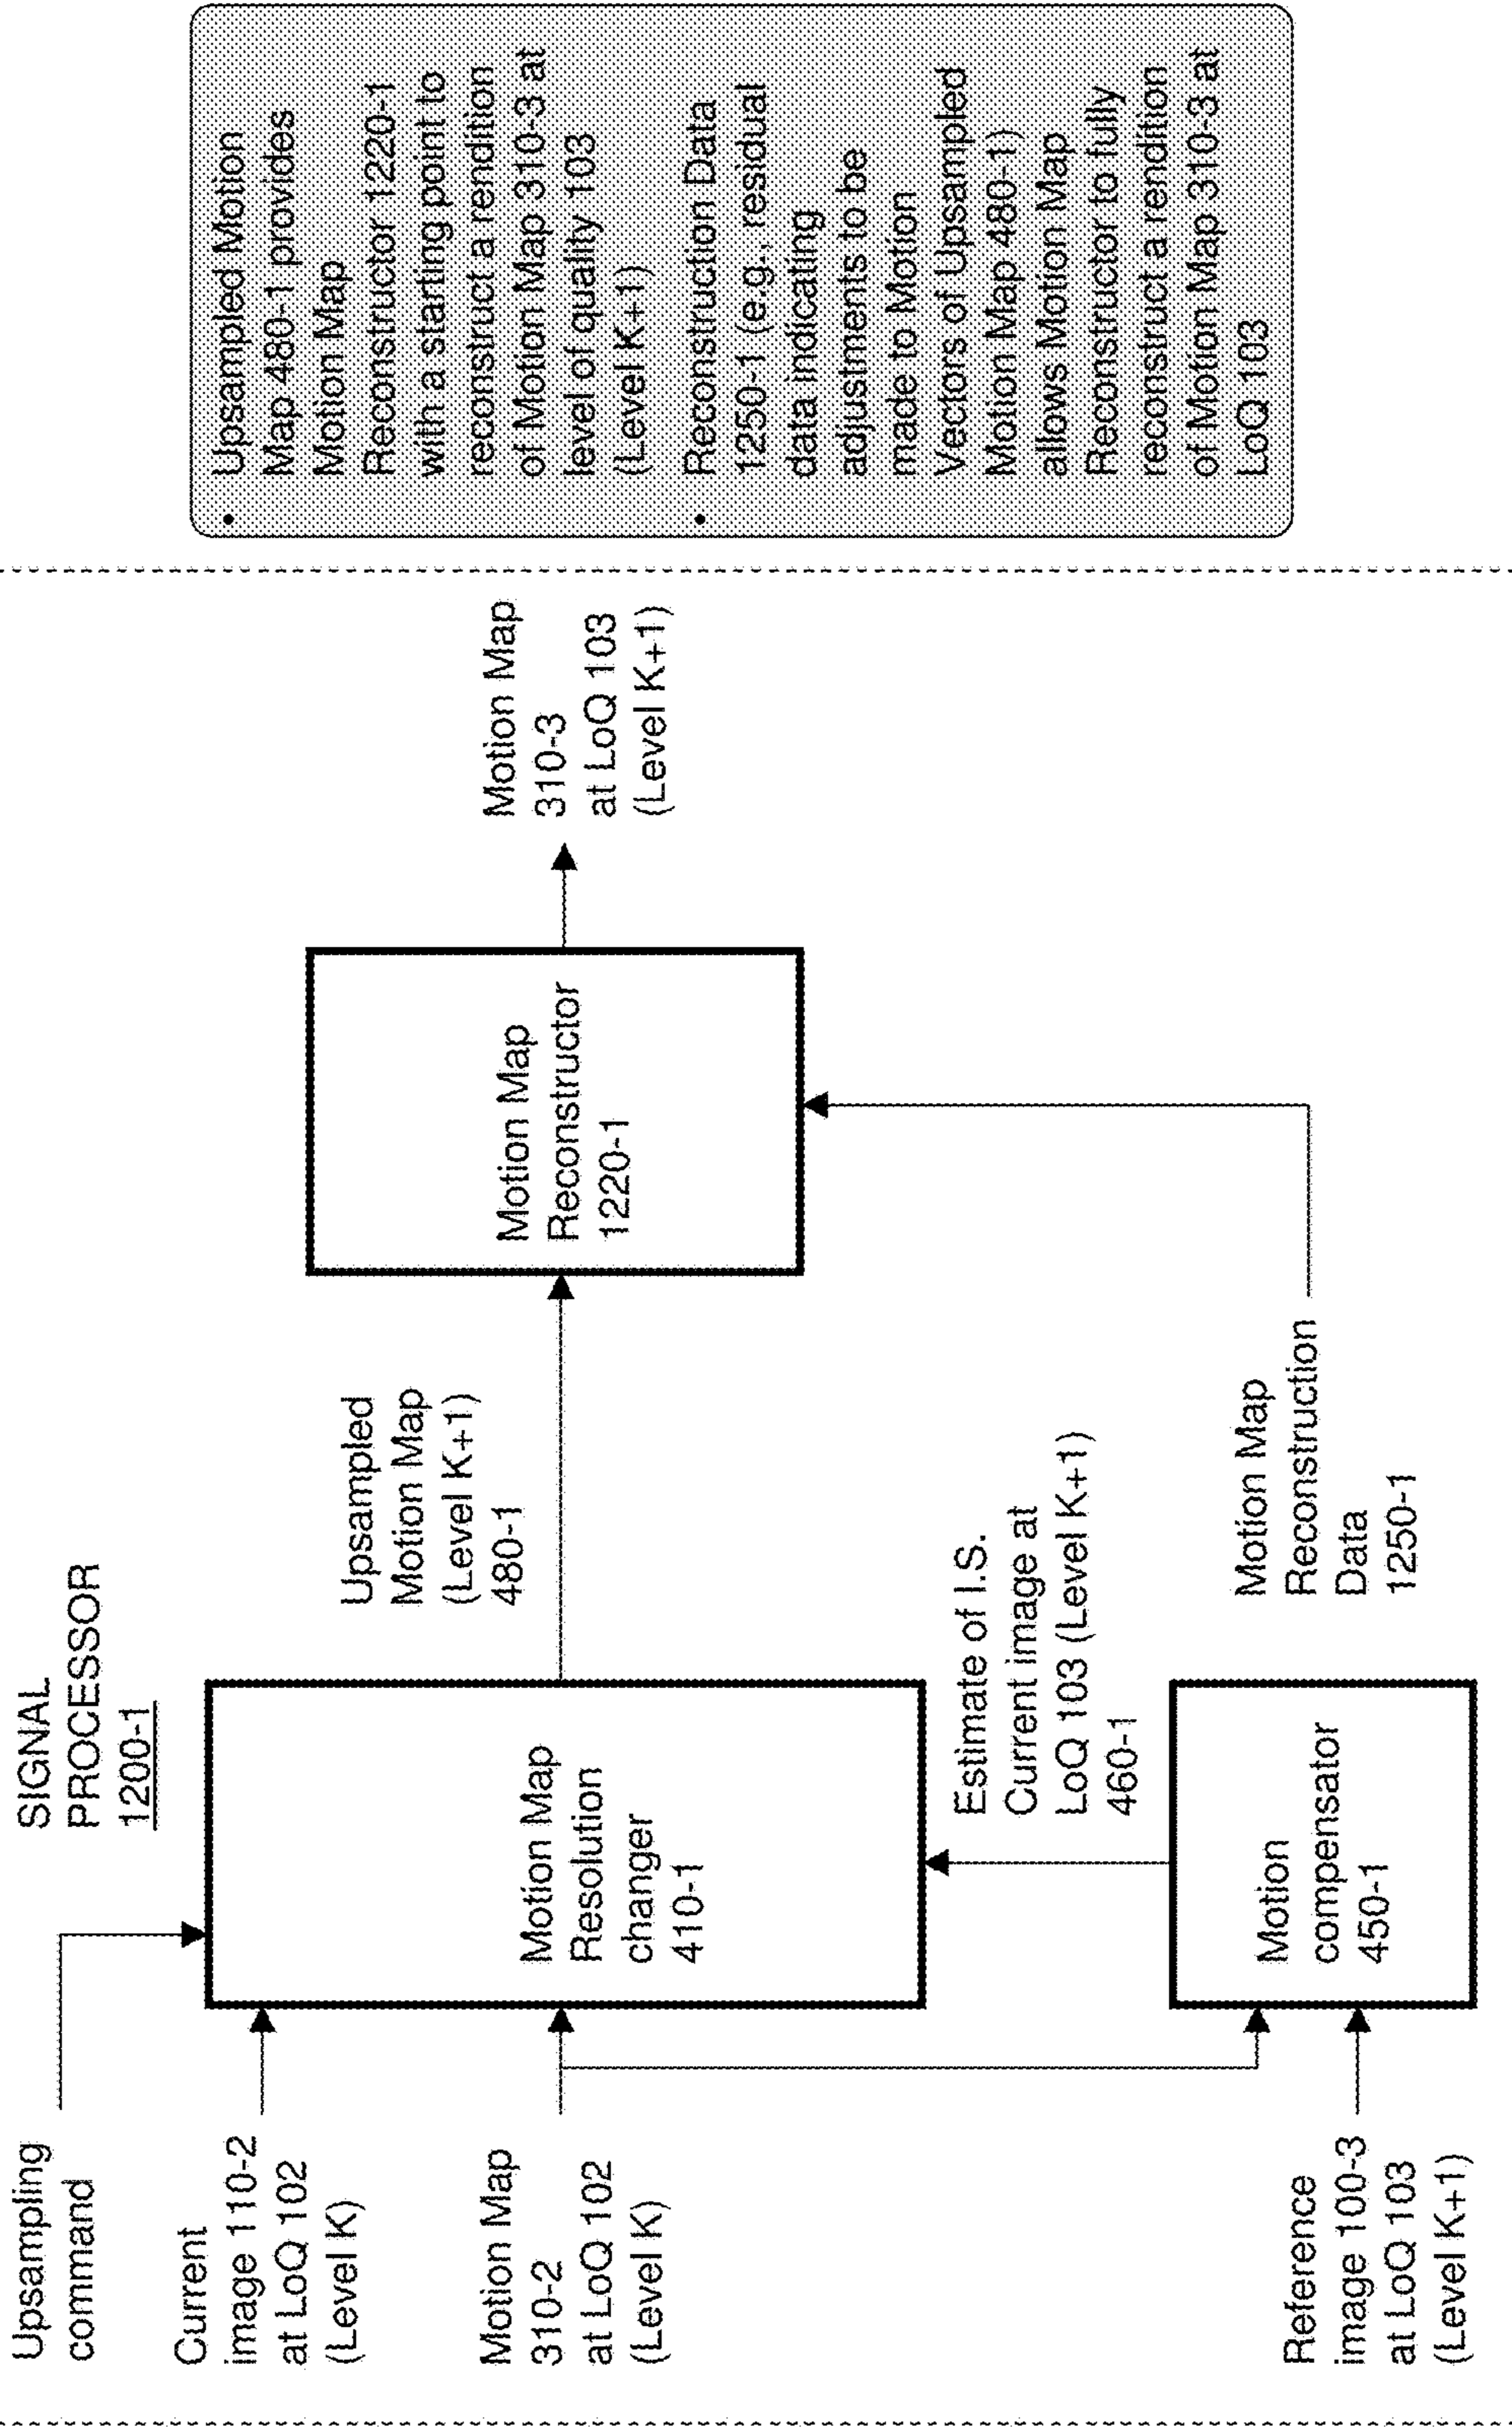 SIGNAL
PROCESSOR
1200-1
Upsampling
command
Current
image 110-2
at LoQ 102
(Level K)
Motion Map
310-2
at LoQ 102
(Level K)
Reference
image 100-3
at LoQ 103
(Level K+1)
Motion Map
Resolution
changer
410-1
Motion
compensator
450-1
Estimate of I.S.
Current image at
LoQ 103 (Level K+1)
460-1
Upsampled
Motion Map
(Level K+1)
480-1
Motion Map
Reconstruction
Data
1250-1
Motion Map
Reconstructor
1220-1
Motion Map
310-3
at LoQ 103
(Level K+1)
• Upsampled Motion
Map 480-1 provides
Motion Map
Reconstructor 1220-1
with a starting point to
reconstruct a rendition
of Motion Map 310-3 at
level of quality 103
(Level K+1)
• Reconstruction Data
1250-1 (e.g., residual
data indicating
adjustments to be
made to Motion
Vectors of Upsampled
Motion Map 480-1)
allows Motion Map
Reconstructor to fully
reconstruct a rendition
of Motion Map 310-3 at
LoQ 103